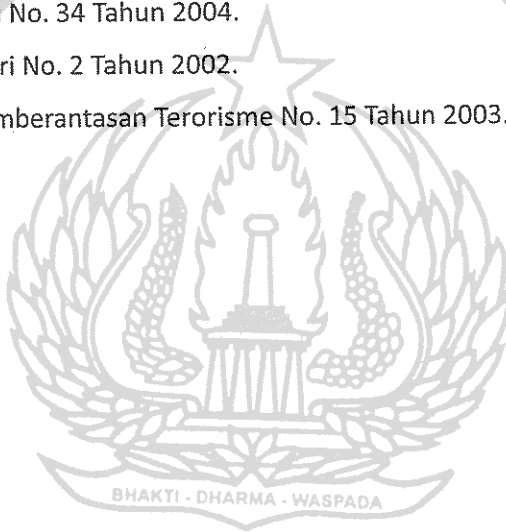 No. 34 Tahun 2004.
ri No. 2 Tahun 2002.
mberantasan Terorisme No. 15 Tahun 2003.
BHAKTI - DHARMA - WASPADA